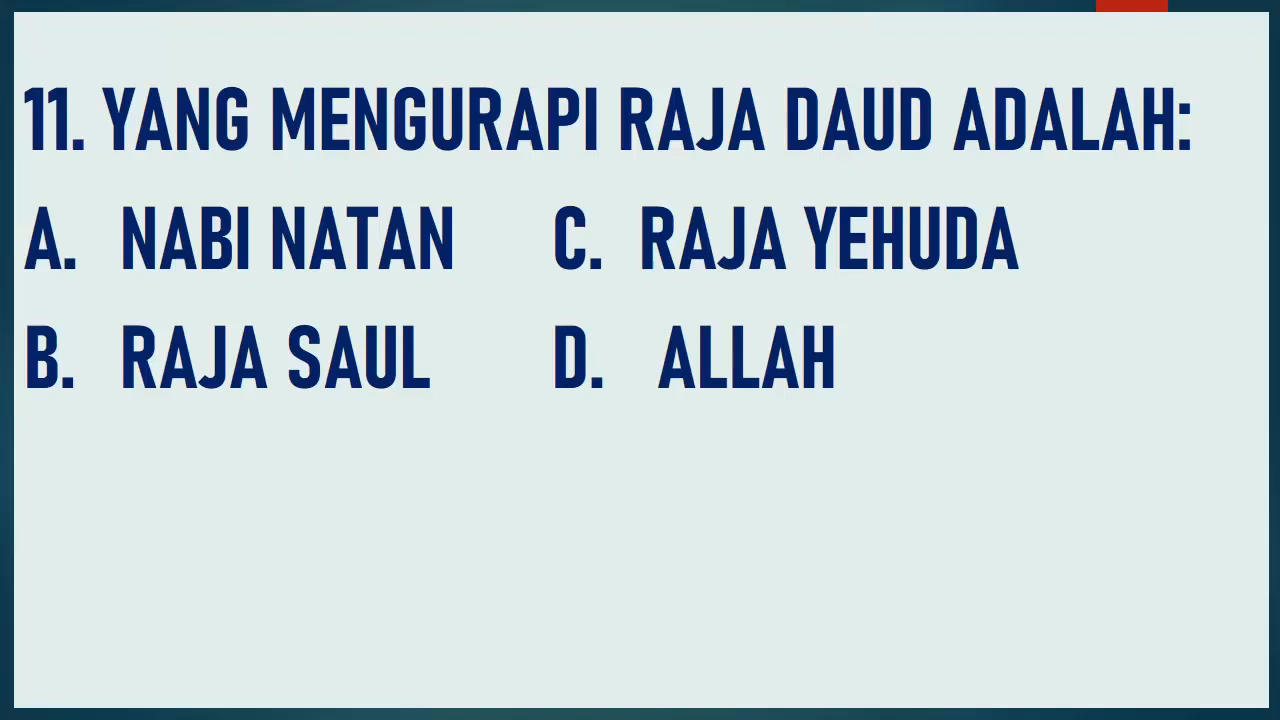 11. YANG MENGURAPI RAJA DAUD ADALAH:
A. NABI NATAN C. RAJA YEHUDA
B. RAJA SAUL D. ALLAH